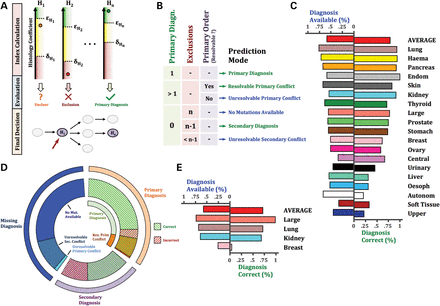 A
H₁
H₂
Hₙ
Index Calculation
Histology Coefficient
Evaluation
Final Decision
?
Unclear
Exclusion
Primary Diagnosis
B
Primary Diagn.
Exclusions
Primary Order
(Resolvable ?)
Prediction
Mode
1
-
-
Primary Diagnosis
> 1
-
Yes
Resolvable Primary Conflict
-
No
Unresolvable Primary Conflict
0
n
-
No Mutations Available
n-1
-
Secondary Diagnosis
< n-1
-
Unresolvable Secondary Conflict
C
Diagnosis
Available (%)
1 .75 .5 .25 0
AVERAGE
Lung
Haema
Pancreas
Endom
Skin
Kidney
Thyroid
Large
Prostate
Stomach
Breast
Ovary
Central
Urinary
Liver
Oesoph
Autonom
Soft Tissue
Upper
0 .25 .5 .75 1
Diagnosis
Correct (%)
D
Missing Diagnosis
Primary Diagnosis
Secondary Diagnosis
No Mut. Available
Primary Diagnosis
Res. Prim. Conflict
Unresolvable
Sec. Conflict
Unresolvable Primary
Conflict
Correct
Incorrect
E
Diagnosis
Available (%)
1 .75 .5 .25 0
AVERAGE
Large
Lung
Kidney
Breast
0 .25 .5 .75 1
Diagnosis
Correct (%)